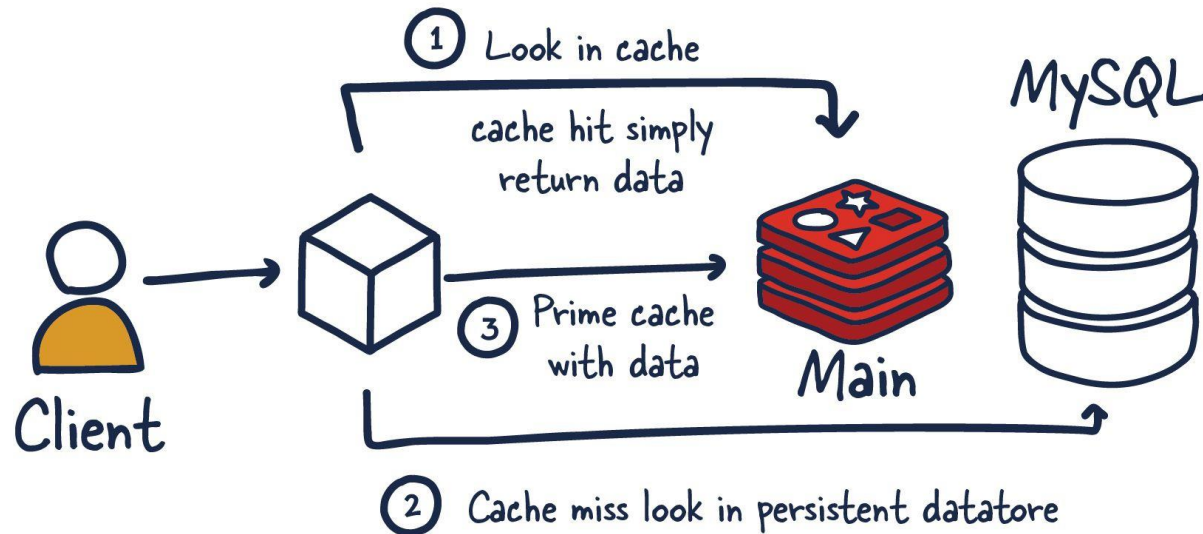 1 Look in cache
cache hit simply
return data
MySQL
3 Prime cache
with data
Main
Client
2 Cache miss look in persistent datatore